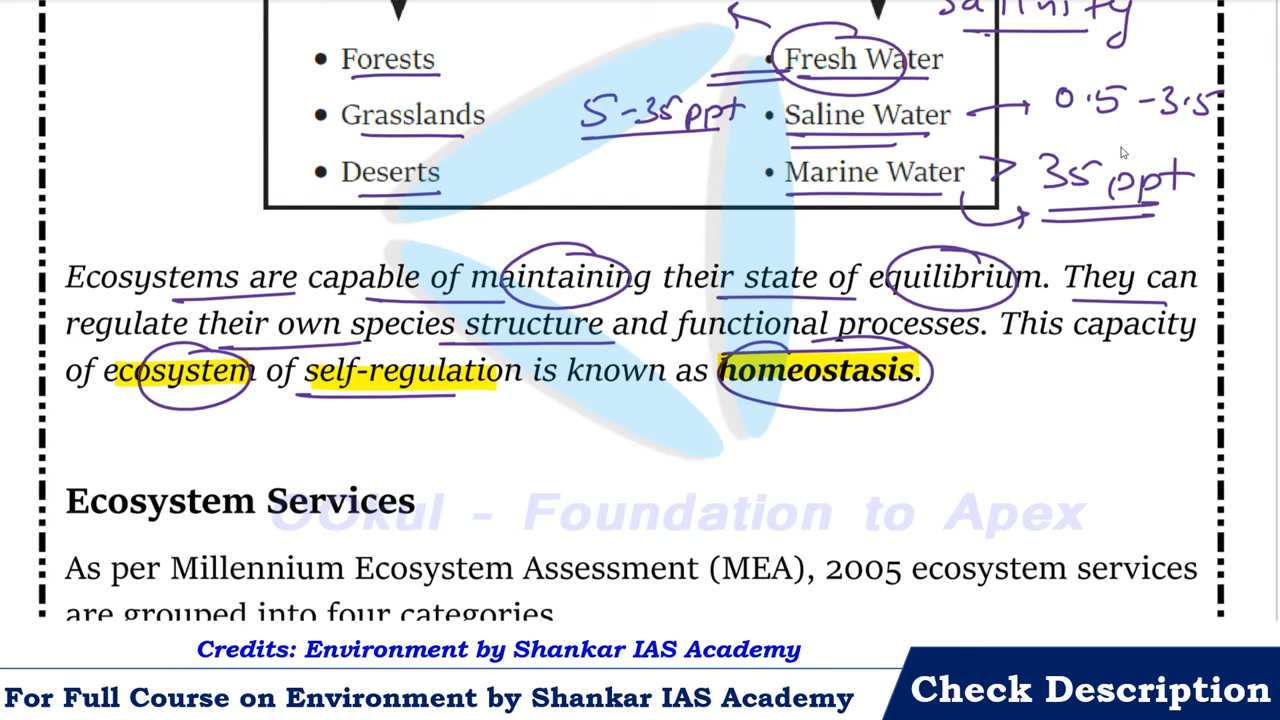 salinity
• Forests
• Fresh Water
• Grasslands
5-35ppt
• Saline Water
0.5 - 3.5
• Deserts
• Marine Water
> 35 ppt
Ecosystems are capable of maintaining their state of equilibrium. They can
regulate their own species structure and functional processes. This capacity
of ecosystem of self-regulation is known as homeostasis.
Ecosystem Services
OOkul - Foundation to Apex
As per Millennium Ecosystem Assessment (MEA), 2005 ecosystem services
are grouped into four categories
Credits: Environment by Shankar IAS Academy
For Full Course on Environment by Shankar IAS Academy
Check Description